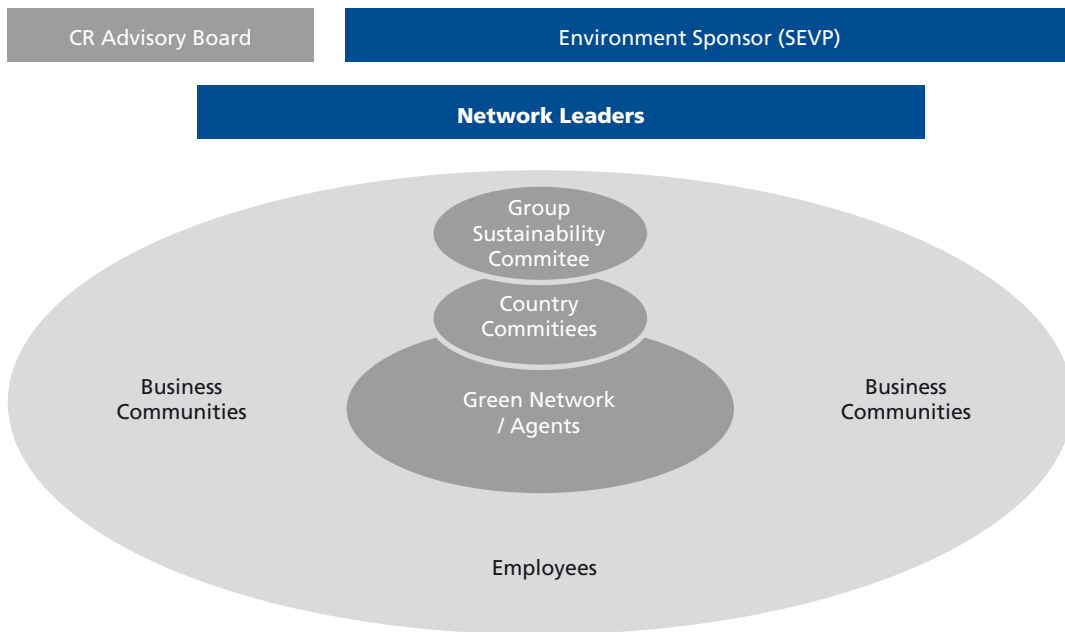 CR Advisory Board
Environment Sponsor (SEVP)
Network Leaders
Group
Sustainability
Commitee
Country
Commitiees
Green Network
/ Agents
Business
Communities
Business
Communities
Employees